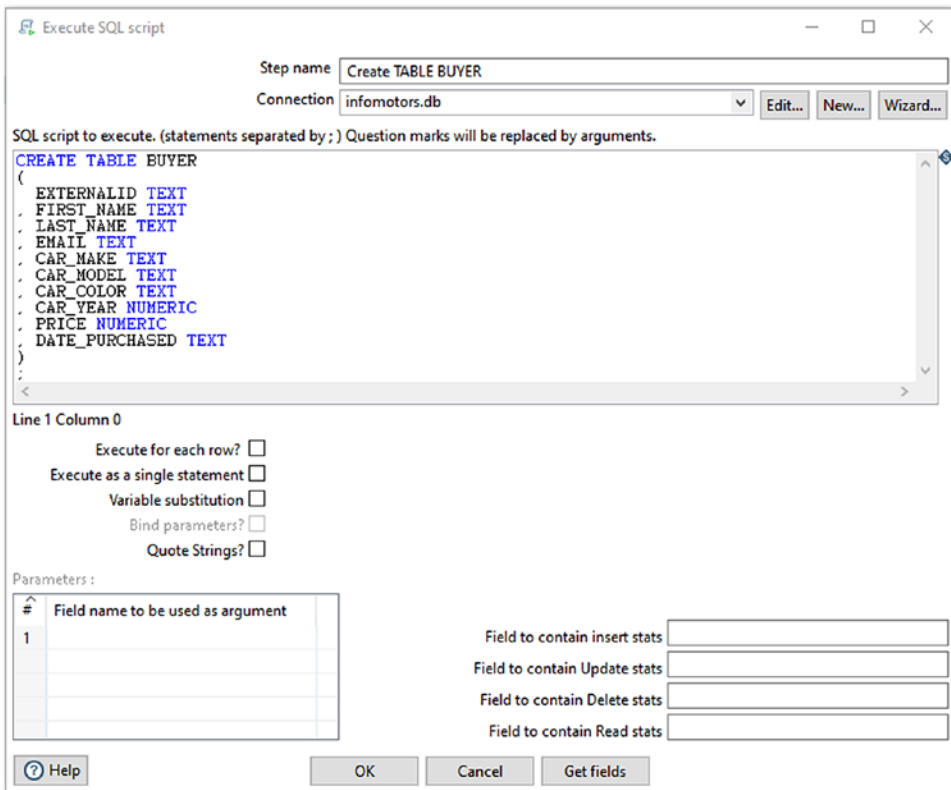 Execute SQL script
Step name Create TABLE BUYER
Connection infomotors.db Edit... New... Wizard...
SQL script to execute. (statements separated by ; ) Question marks will be replaced by arguments.
CREATE TABLE BUYER
(
  EXTERNALID TEXT
, FIRST_NAME TEXT
, LAST_NAME TEXT
, EMAIL TEXT
, CAR_MAKE TEXT
, CAR_MODEL TEXT
, CAR_COLOR TEXT
, CAR_YEAR NUMERIC
, PRICE NUMERIC
, DATE_PURCHASED TEXT
)
;
Line 1 Column 0
Execute for each row?
Execute as a single statement
Variable substitution
Bind parameters?
Quote Strings?
Parameters :
# Field name to be used as argument
1
Field to contain insert stats
Field to contain Update stats
Field to contain Delete stats
Field to contain Read stats
Help OK Cancel Get fields